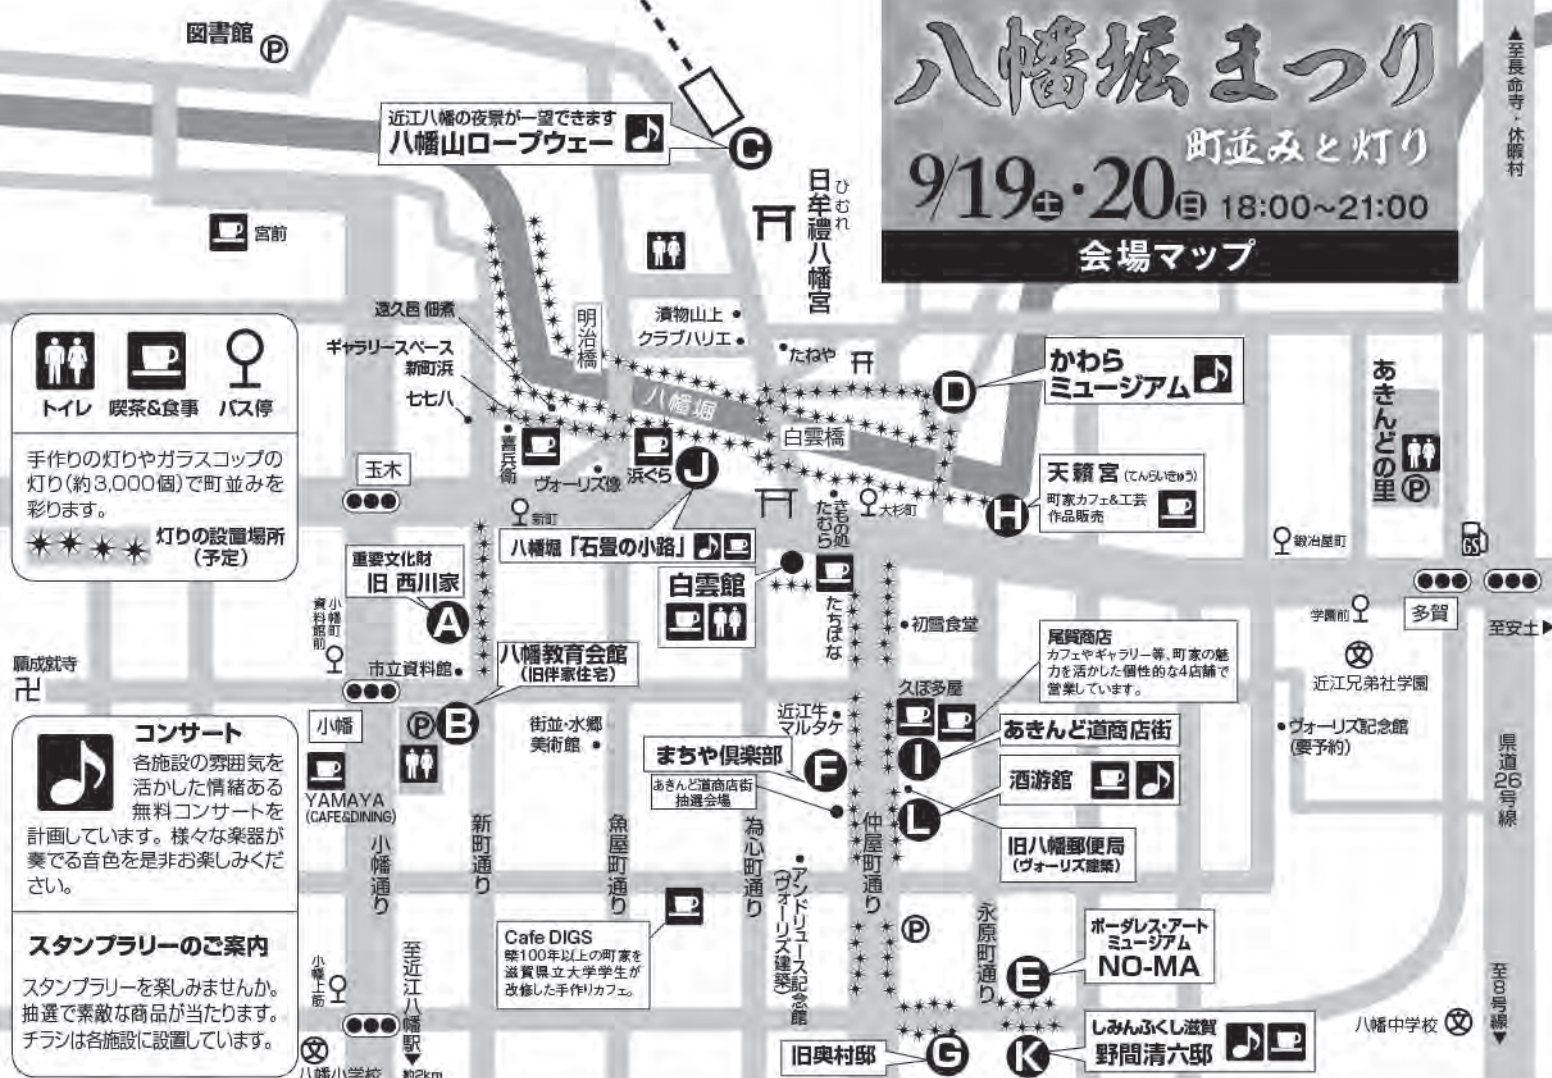 八幡堀まつり
町並みと灯り
9/19土・20日 18:00~21:00
会場マップ
図書館 P
近江八幡の夜景が一望できます
八幡山ロープウェー
C
日牟禮八幡宮
ひむれ
▲至長命寺・休暇村
宮前
遠久邑 佃煮
ギャラリースペース
新町浜
七七八
明治橋
漬物山上
クラブハリエ
たねや
八幡堀
白雲橋
D
かわら
ミュージアム
あきんどの里
P
トイレ 喫茶&食事 バス停
手作りの灯りやガラスコップの
灯り(約3,000個)で町並みを
彩ります。
灯りの設置場所
(予定)
玉木
喜兵衛
ヴォーリズ像
浜ぐら
J
新町
八幡堀「石畳の小路」
大杉町
きもの処
たむら
H
天籟宮(てんらいきゅう)
町家カフェ&工芸
作品販売
鍛冶屋町
GS
重要文化財
旧 西川家
A
白雲館
たちばな
初雪食堂
学園前
多賀
至安土▶
小幡町
資料館前
市立資料館
八幡教育会館
(旧伴家住宅)
B
P
願成就寺
小幡
尾賀商店
カフェやギャラリー等、町家の魅
力を活かした個性的な4店舗で
営業しています。
文
近江兄弟社学園
ヴォーリズ記念館
(要予約)
久ぼ多屋
近江牛
マルタケ
街並・水郷
美術館
まちや倶楽部
F
あきんど道商店街
抽選会場
I
あきんど道商店街
酒游舘
L
旧八幡郵便局
(ヴォーリズ建築)
県道26号線
コンサート
各施設の雰囲気を
活かした情緒ある
無料コンサートを
計画しています。様々な楽器が
奏でる音色を是非お楽しみくだ
さい。
YAMAYA
(CAFE&DINING)
小幡通り
新町通り
魚屋町通り
為心町通り
仲屋町通り
永原町通り
アンドリュース記念館
(ヴォーリズ建築)
P
Cafe DIGS
築100年以上の町家を
滋賀県立大学学生が
改修した手作りカフェ。
ボーダレス・アート
ミュージアム
NO-MA
E
スタンプラリーのご案内
スタンプラリーを楽しみませんか。
抽選で素敵な商品が当たります。
チラシは各施設に設置しています。
小幡上筋
至近江八幡駅▼
約2km
文
八幡小学校
旧奥村邸
G
K
しみんふくし滋賀
野間清六邸
八幡中学校 文
至8号線▼